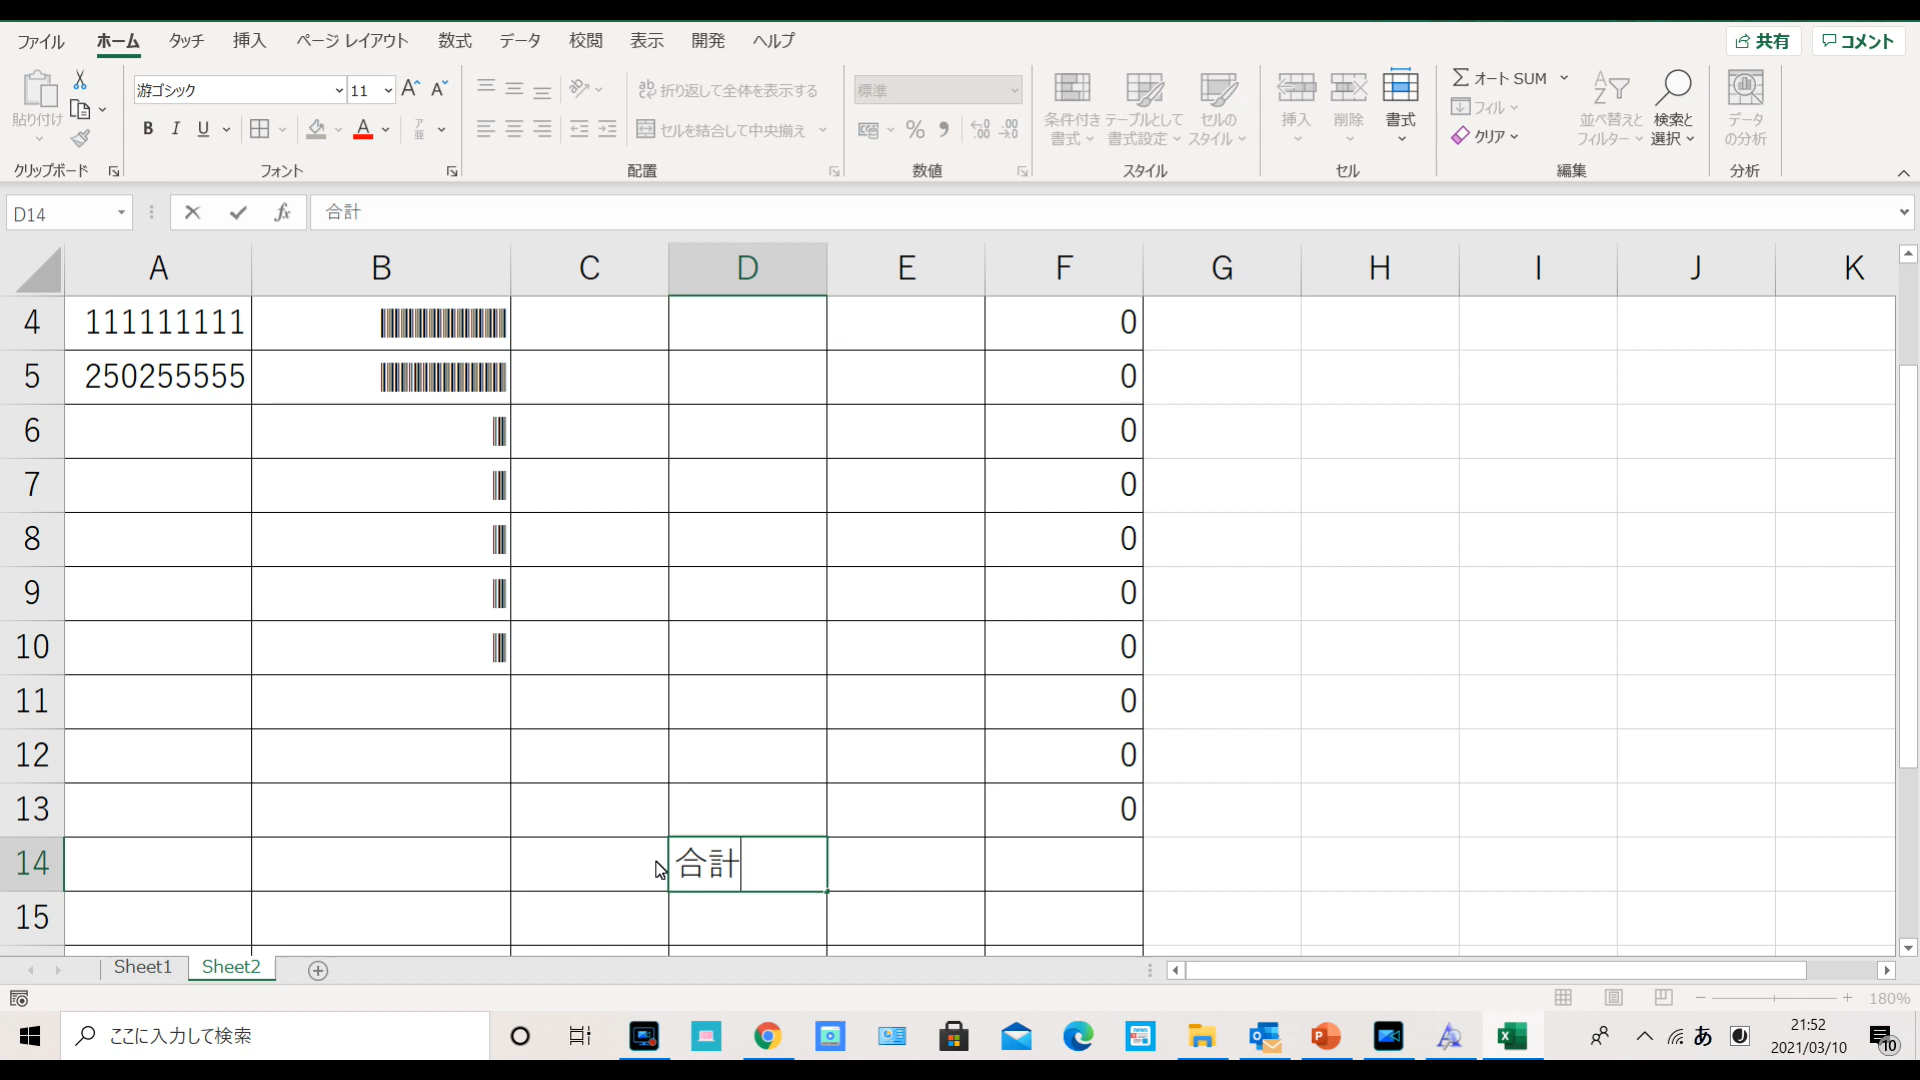 ファイル ホーム タッチ 挿入 ページ レイアウト 数式 データ 校閲 表示 開発 ヘルプ 共有 コメント
貼り付け
クリップボード
游ゴシック 11
B I U A ア亜
フォント
ab 折り返して全体を表示する
セルを結合して中央揃え
配置
標準
% 9 .00
数値
条件付き書式 テーブルとして書式設定 セルのスタイル
スタイル
挿入 削除 書式
セル
Σ オート SUM
フィル
クリア
並べ替えとフィルター 検索と選択
編集
データの分析
分析
D14 fx 合計
A B C D E F G H I J K
4 111111111 0
5 250255555 0
6 0
7 0
8 0
9 0
10 0
11 0
12 0
13 0
14 合計
15
Sheet1 Sheet2
180%
ここに入力して検索
あ
21:52
2021/03/10
10